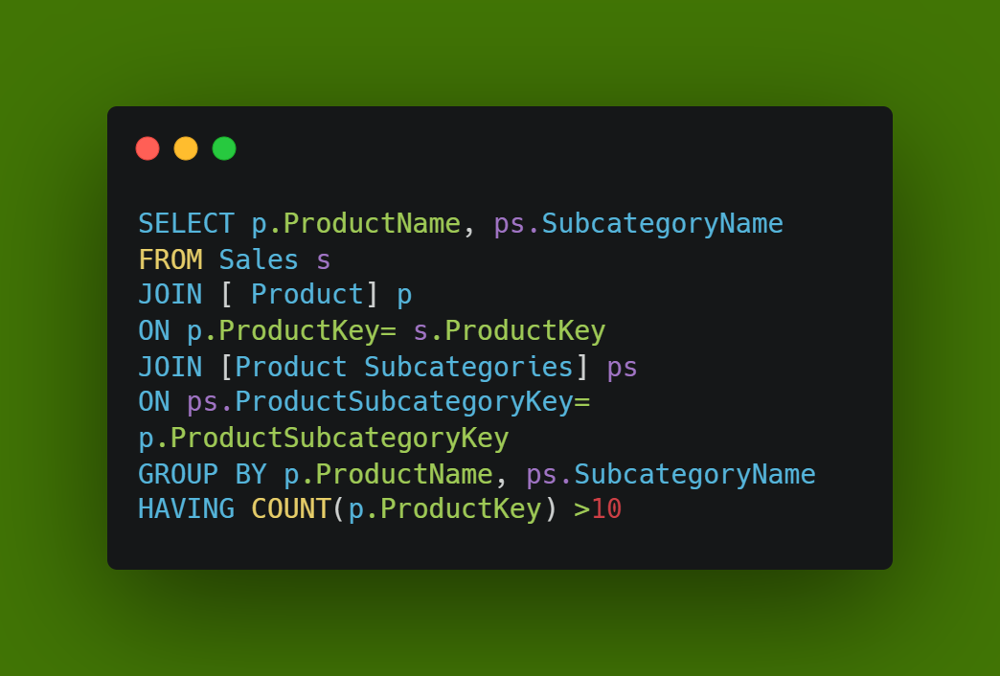 SELECT p.ProductName, ps.SubcategoryName
FROM Sales s
JOIN [ Product] p
ON p.ProductKey= s.ProductKey
JOIN [Product Subcategories] ps
ON ps.ProductSubcategoryKey=
p.ProductSubcategoryKey
GROUP BY p.ProductName, ps.SubcategoryName
HAVING COUNT(p.ProductKey) >10